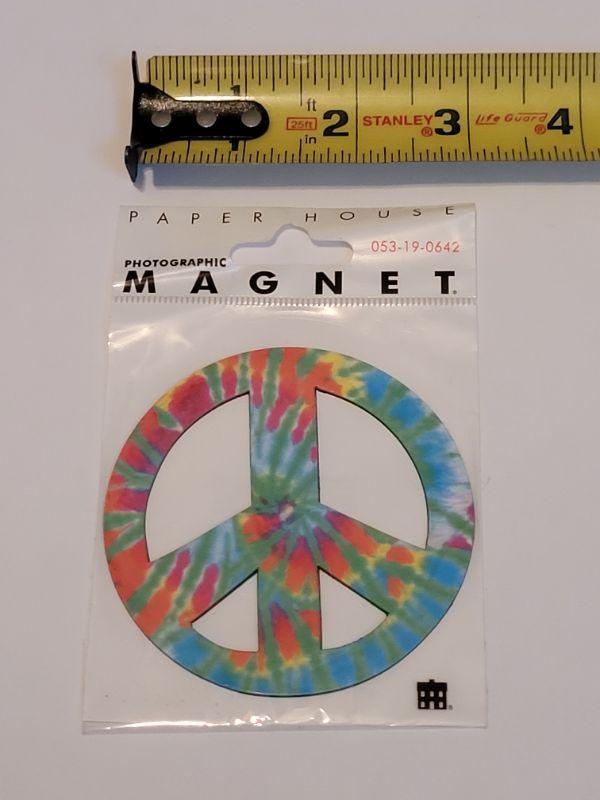 1
ft
25ft
in
2
STANLEY®
3
Life Guard®
4
PAPER HOUSE
053-19-0642
PHOTOGRAPHIC
MAGNET®
®